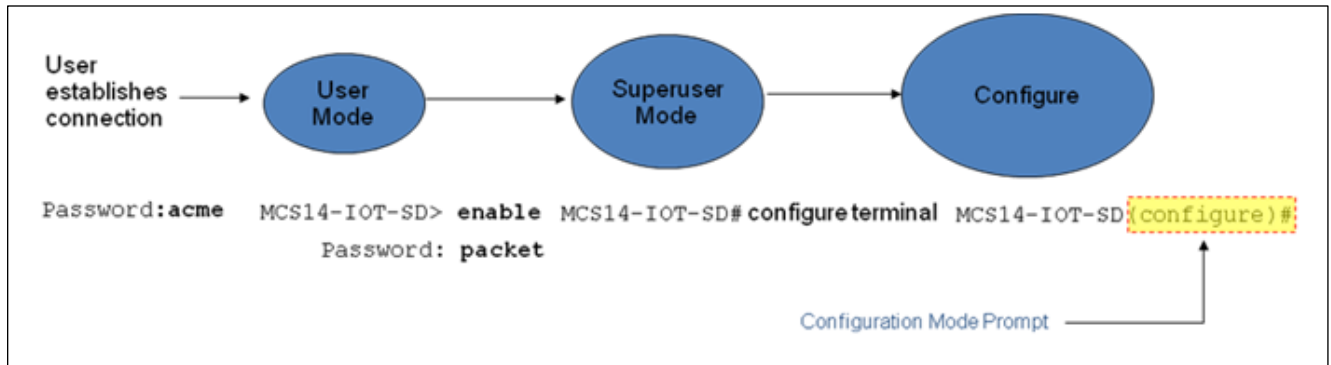 User
establishes
connection
User
Mode
Superuser
Mode
Configure
Password:acme MCS14-IOT-SD> enable MCS14-IOT-SD# configure terminal MCS14-IOT-SD(configure)#
Password: packet
Configuration Mode Prompt